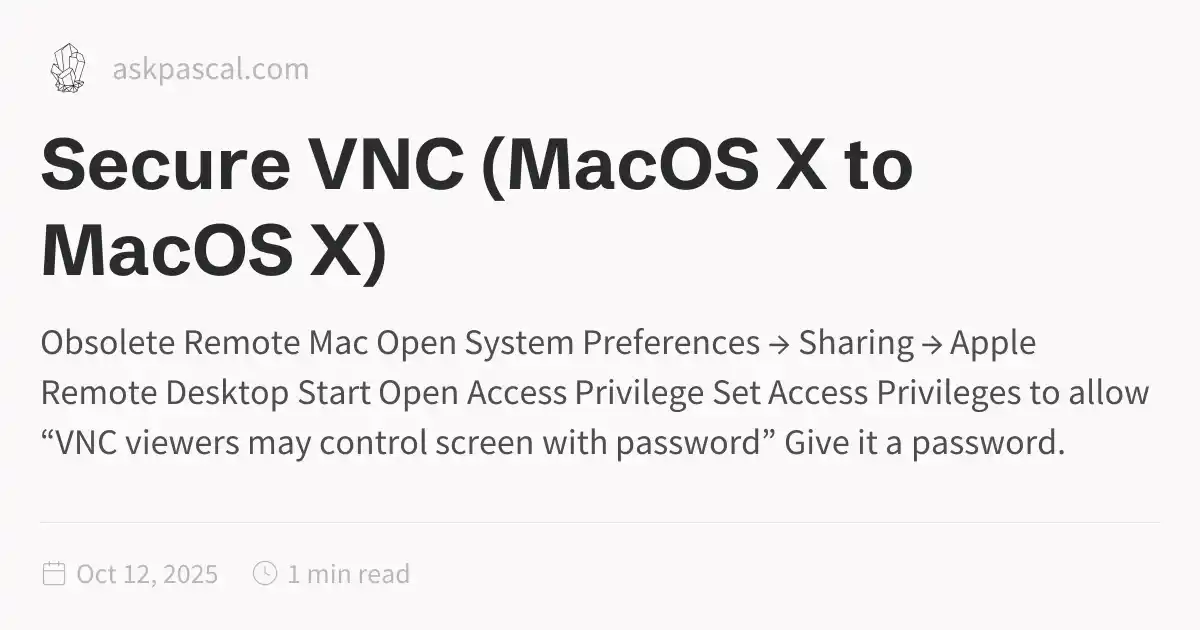 askpascal.com
Secure VNC (MacOS X to
MacOS X)
Obsolete Remote Mac Open System Preferences → Sharing → Apple
Remote Desktop Start Open Access Privilege Set Access Privileges to allow
“VNC viewers may control screen with password” Give it a password.
Oct 12, 2025 1 min read